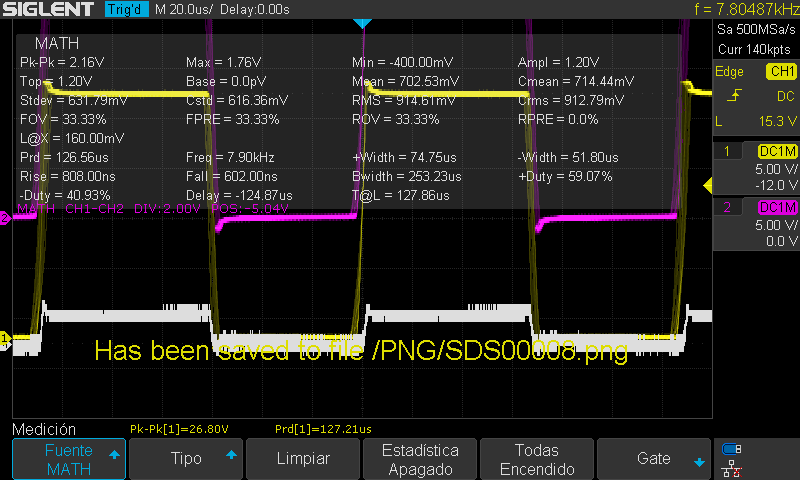 SIGLENT Trig'd M 20.0us/ Delay:0.00s f = 7.80487kHz
Sa 500MSa/s
Curr 140kpts
MATH
Pk-Pk = 2.16V Max = 1.76V Min = -400.00mV Ampl = 1.20V
Top = 1.20V Base = 0.0pV Mean = 702.53mV Cmean = 714.44mV
Stdev = 631.79mV Cstd = 616.36mV RMS = 914.61mV Crms = 912.79mV
FOV = 33.33% FPRE = 33.33% ROV = 33.33% RPRE = 0.0%
L@X = 160.00mV
Prd = 126.56us Freq = 7.90kHz +Width = 74.75us -Width = 51.80us
Rise = 808.00ns Fall = 602.00ns Bwidth = 253.23us +Duty = 59.07%
-Duty = 40.93% Delay = -124.87us T@L = 127.86us
MATH CH1-CH2 DIV:2.00V POS:-5.04V
Edge CH1
DC
L 15.3 V
1 DC1M
5.00 V/
-12.0 V
2 DC1M
5.00 V/
0.0 V
2
1
Has been saved to file /PNG/SDS00008.png
Medición Pk-Pk[1]=26.80V Prd[1]=127.21us
Fuente
MATH
Tipo
Limpiar
Estadística
Apagado
Todas
Encendido
Gate